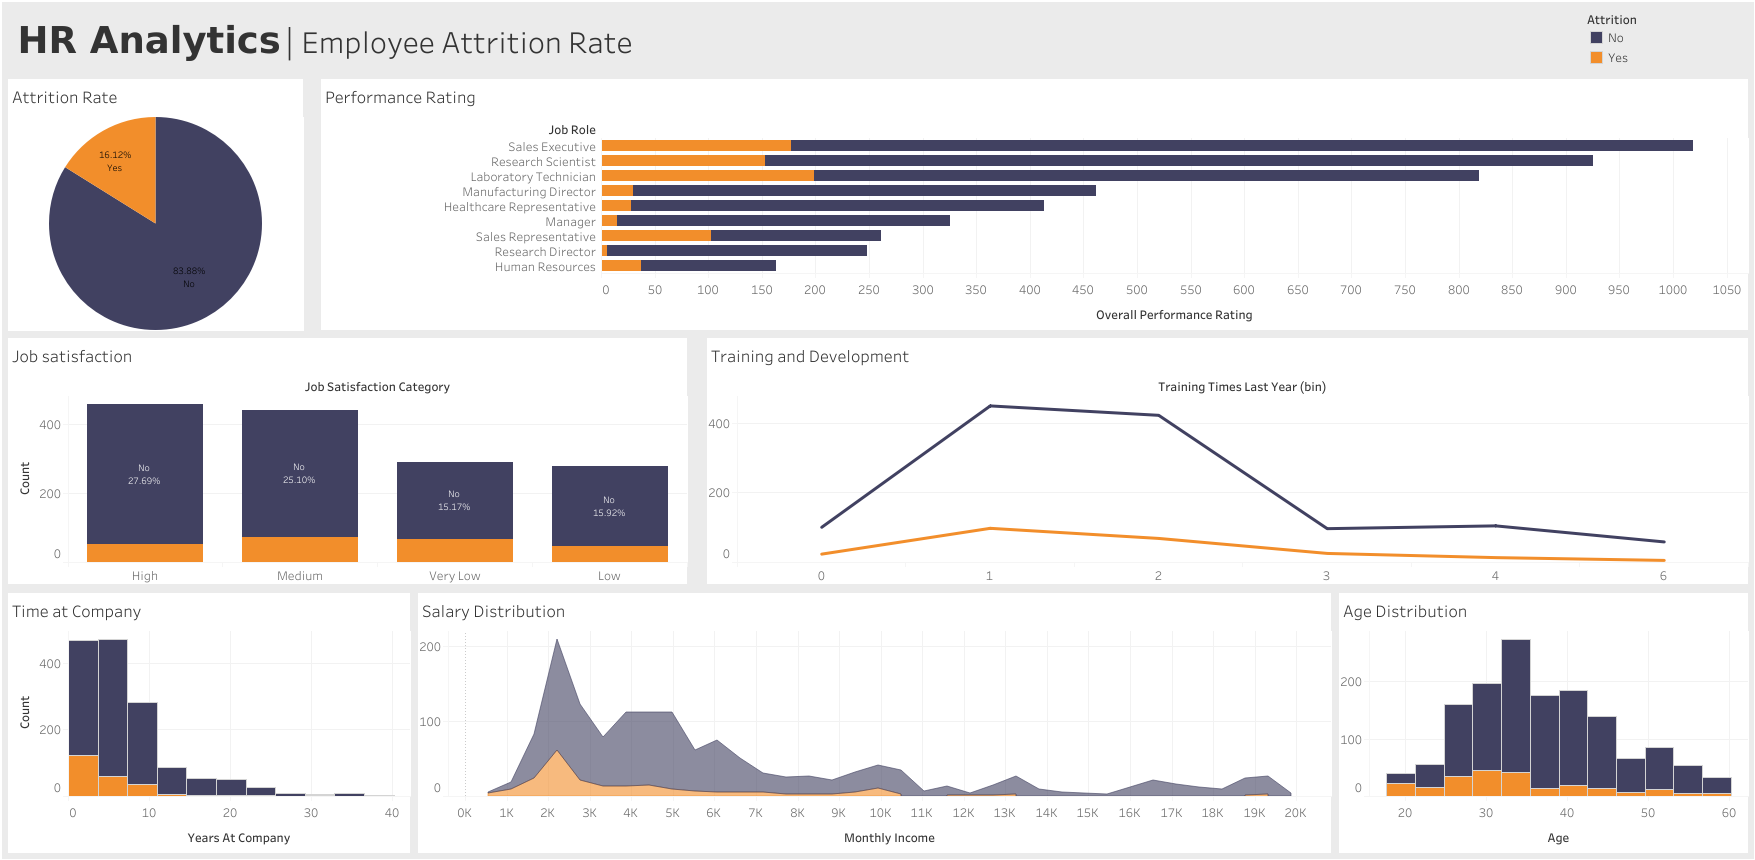 HR Analytics | Employee Attrition Rate
Attrition
No
Yes
Attrition Rate
16.12%
Yes
83.88%
No
Performance Rating
Job Role
Sales Executive
Research Scientist
Laboratory Technician
Manufacturing Director
Healthcare Representative
Manager
Sales Representative
Research Director
Human Resources
0 50 100 150 200 250 300 350 400 450 500 550 600 650 700 750 800 850 900 950 1000 1050
Overall Performance Rating
Job satisfaction
Job Satisfaction Category
Count
400
200
0
No
27.69%
No
25.10%
No
15.17%
No
15.92%
High Medium Very Low Low
Training and Development
Training Times Last Year (bin)
400
200
0
0 1 2 3 4 6
Time at Company
Count
400
200
0
0 10 20 30 40
Years At Company
Salary Distribution
200
100
0
0K 1K 2K 3K 4K 5K 6K 7K 8K 9K 10K 11K 12K 13K 14K 15K 16K 17K 18K 19K 20K
Monthly Income
Age Distribution
200
100
0
20 30 40 50 60
Age